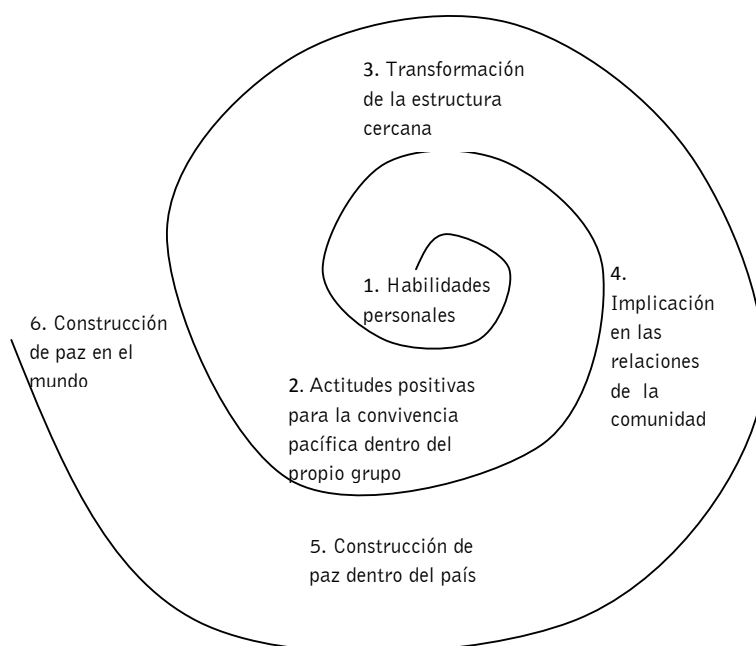 3. Transformación
de la estructura
cercana
4.
Implicación
en las
relaciones
de la
comunidad
1. Habilidades
personales
6. Construcción
de paz en el
mundo
2. Actitudes positivas
para la convivencia
pacífica dentro del
propio grupo
5. Construcción de
paz dentro del país